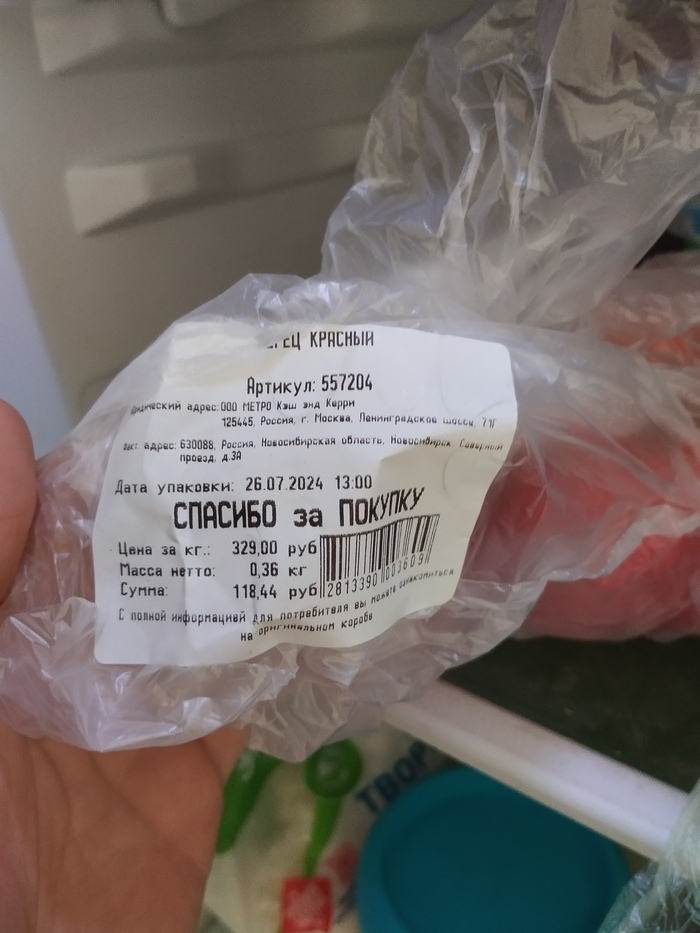 КРАСНЫЙ
Артикул: 557204
адрес: ООО МЕТРО Кэш энд Керри
125445, Россия, г. Москва, Ленинградское шоссе, 71Г
адрес: 630088, Россия, Новосибирская область, Новосибирск, Северный
проезд, д.3А
Дата упаковки: 26.07.2024 13:00
СПАСИБО за ПОКУПКУ
Цена за кг.: 329,00 руб
Масса нетто: 0,36 кг
Сумма: 118,44 руб
2813390 003609
С полной информацией для потребителя вы можете ознакомиться
на оригинальном коробе
ТВОР